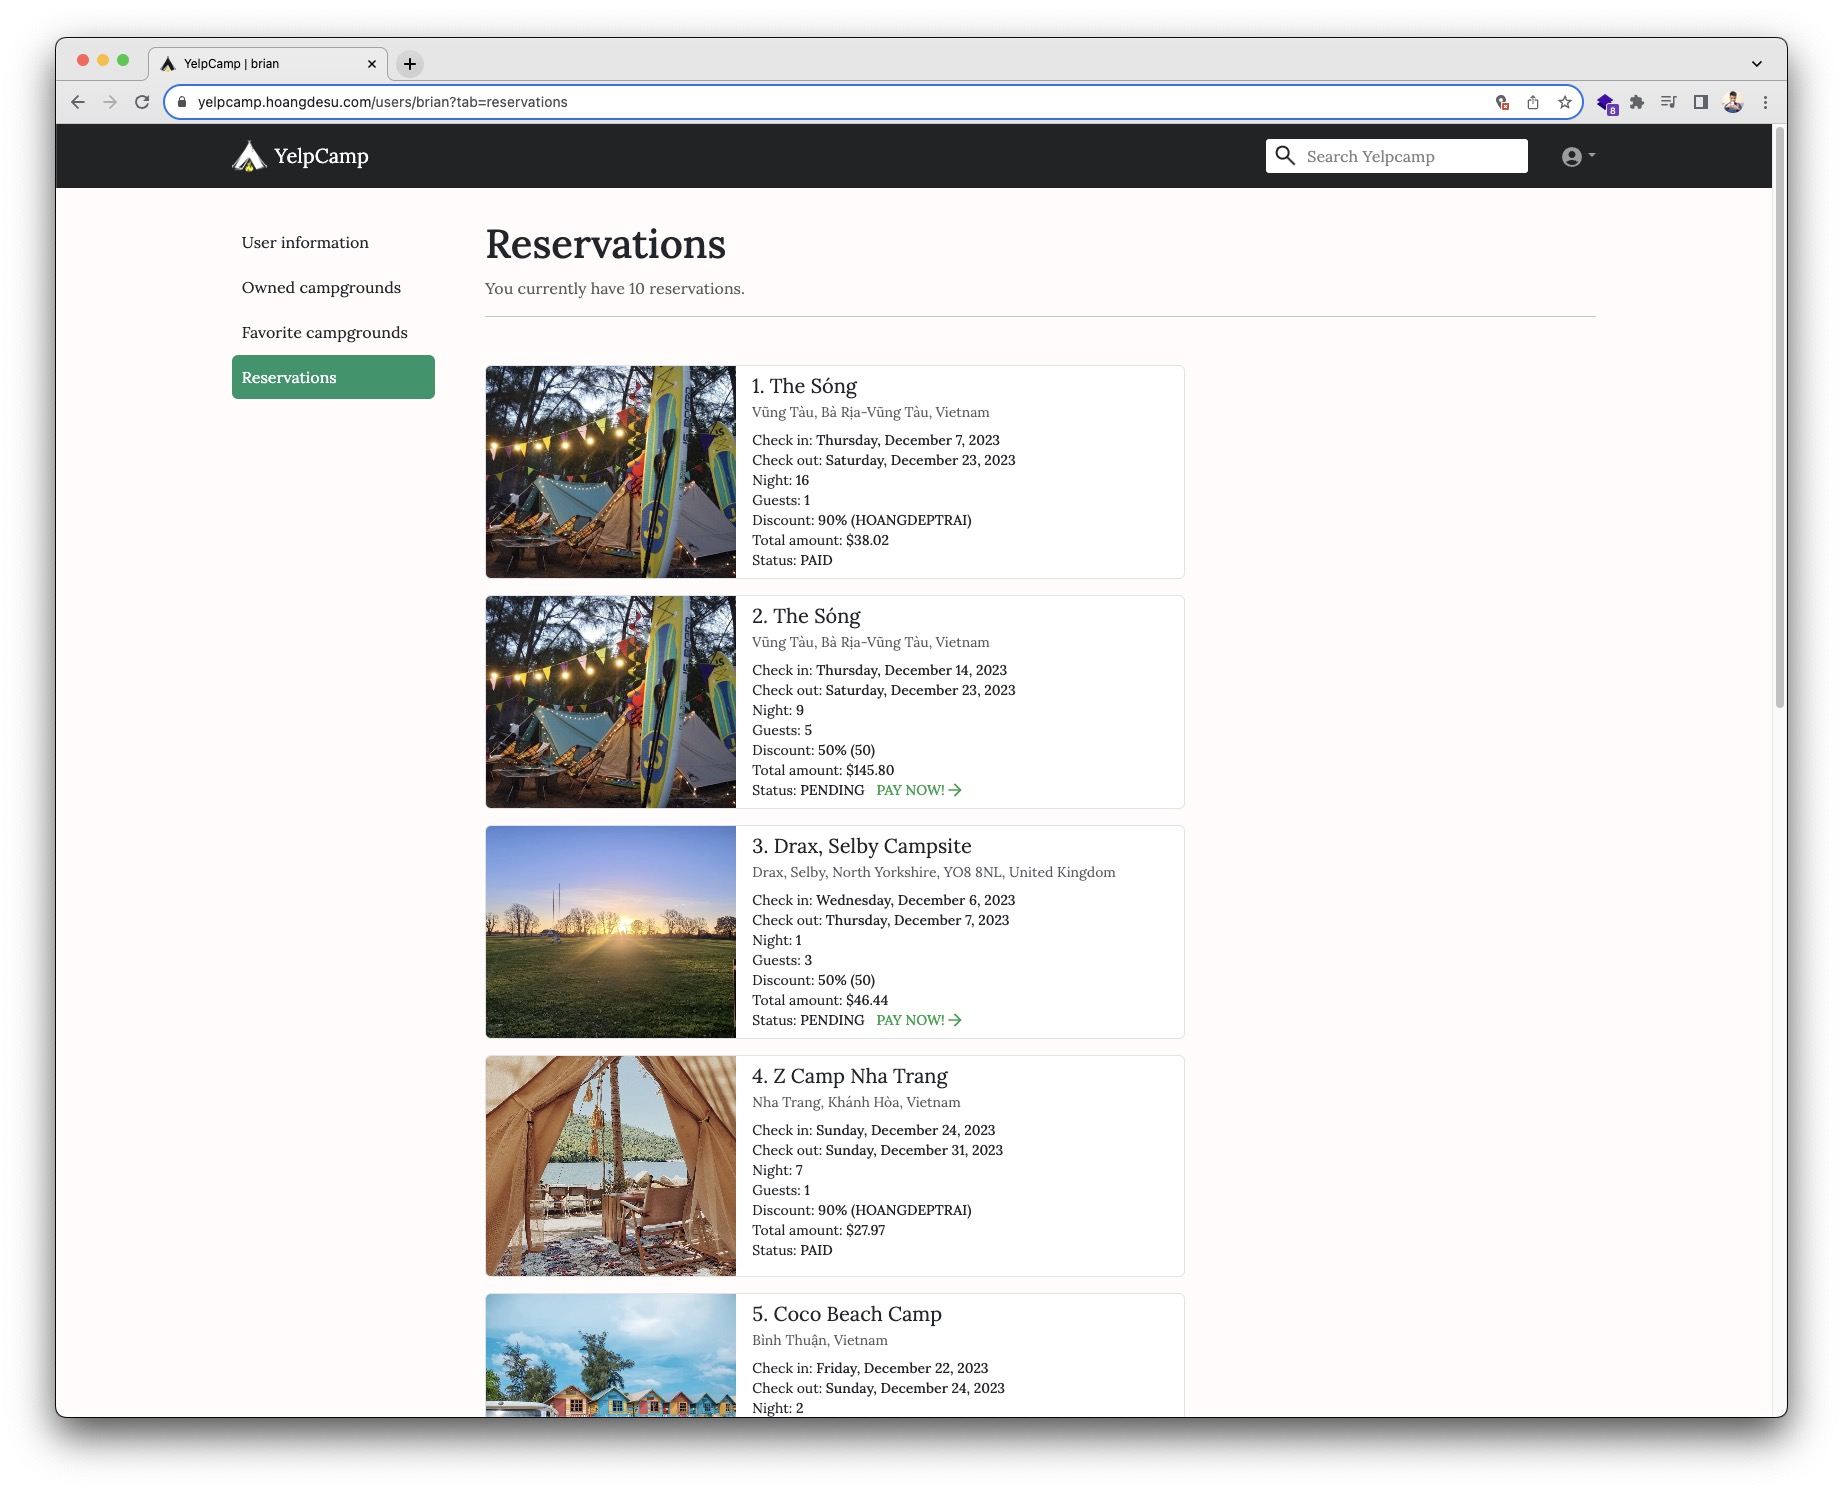 YelpCamp | brian
yelpcamp.hoangdesu.com/users/brian?tab=reservations
8
YelpCamp
Search Yelpcamp
User information
Owned campgrounds
Favorite campgrounds
Reservations
Reservations
You currently have 10 reservations.
1. The Sóng
Vũng Tàu, Bà Rịa-Vũng Tàu, Vietnam
Check in: Thursday, December 7, 2023
Check out: Saturday, December 23, 2023
Night: 16
Guests: 1
Discount: 90% (HOANGDEPTRAI)
Total amount: $38.02
Status: PAID
2. The Sóng
Vũng Tàu, Bà Rịa-Vũng Tàu, Vietnam
Check in: Thursday, December 14, 2023
Check out: Saturday, December 23, 2023
Night: 9
Guests: 5
Discount: 50% (50)
Total amount: $145.80
Status: PENDING PAY NOW!
3. Drax, Selby Campsite
Drax, Selby, North Yorkshire, YO8 8NL, United Kingdom
Check in: Wednesday, December 6, 2023
Check out: Thursday, December 7, 2023
Night: 1
Guests: 3
Discount: 50% (50)
Total amount: $46.44
Status: PENDING PAY NOW!
4. Z Camp Nha Trang
Nha Trang, Khánh Hòa, Vietnam
Check in: Sunday, December 24, 2023
Check out: Sunday, December 31, 2023
Night: 7
Guests: 1
Discount: 90% (HOANGDEPTRAI)
Total amount: $27.97
Status: PAID
5. Coco Beach Camp
Bình Thuận, Vietnam
Check in: Friday, December 22, 2023
Check out: Sunday, December 24, 2023
Night: 2